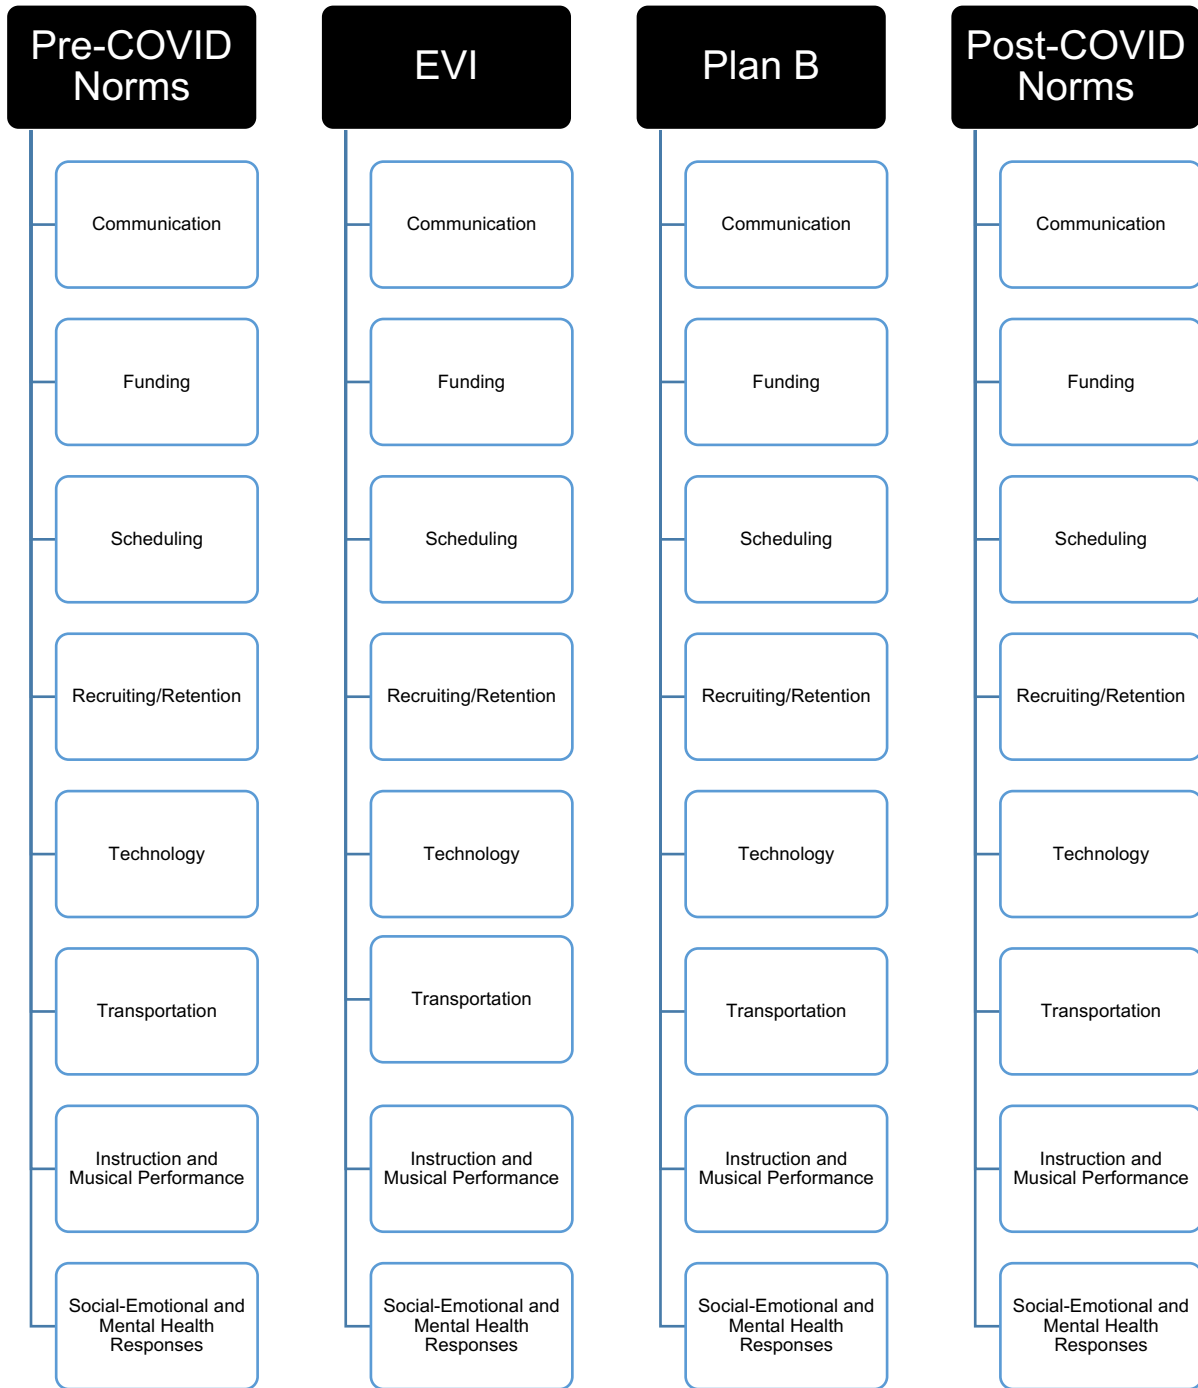 Pre-COVID
Norms
Communication
Funding
Scheduling
Recruiting/Retention
Technology
Transportation
Instruction and
Musical Performance
Social-Emotional and
Mental Health
Responses
EVI
Communication
Funding
Scheduling
Recruiting/Retention
Technology
Transportation
Instruction and
Musical Performance
Social-Emotional and
Mental Health
Responses
Plan B
Communication
Funding
Scheduling
Recruiting/Retention
Technology
Transportation
Instruction and
Musical Performance
Social-Emotional and
Mental Health
Responses
Post-COVID
Norms
Communication
Funding
Scheduling
Recruiting/Retention
Technology
Transportation
Instruction and
Musical Performance
Social-Emotional and
Mental Health
Responses